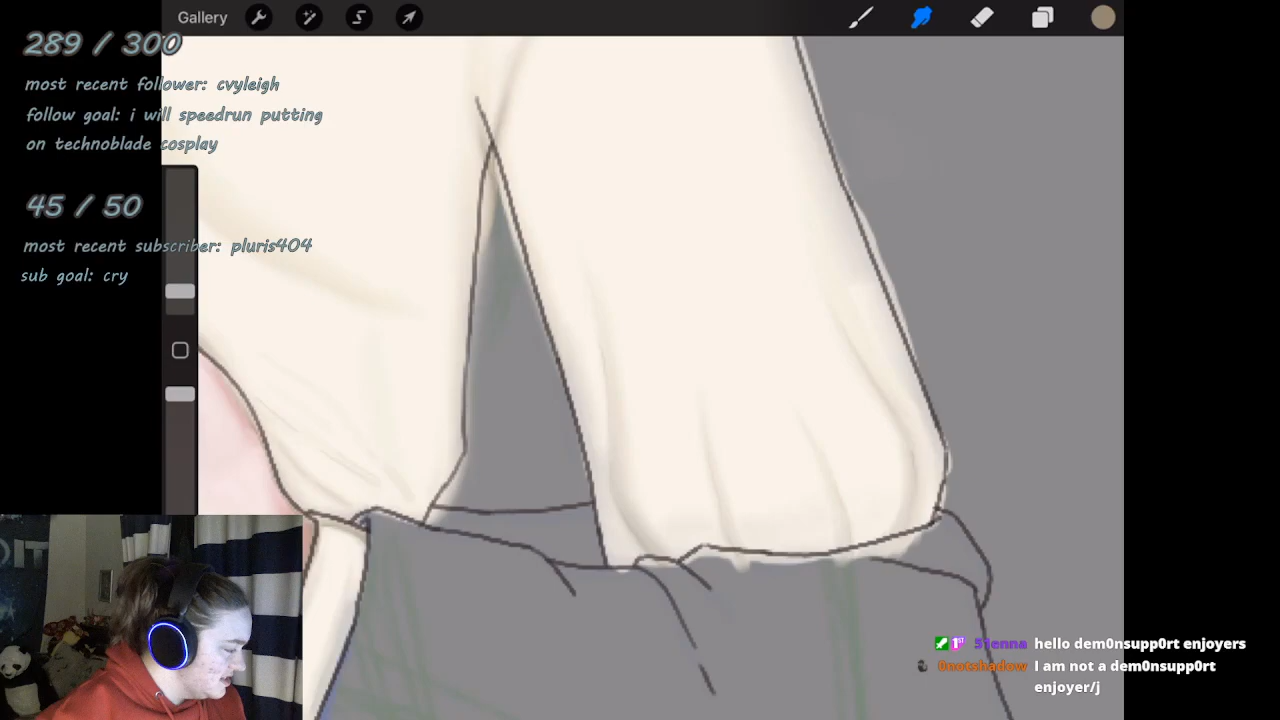 Gallery
289 / 300
most recent follower: cvyleigh
follow goal: i will speedrun putting
on technoblade cosplay
45 / 50
most recent subscriber: pluris404
sub goal: cry
hello dem0nsupp0rt enjoyers
0uotshadow I am not a dem0nsupp0rt
enjoyer/j